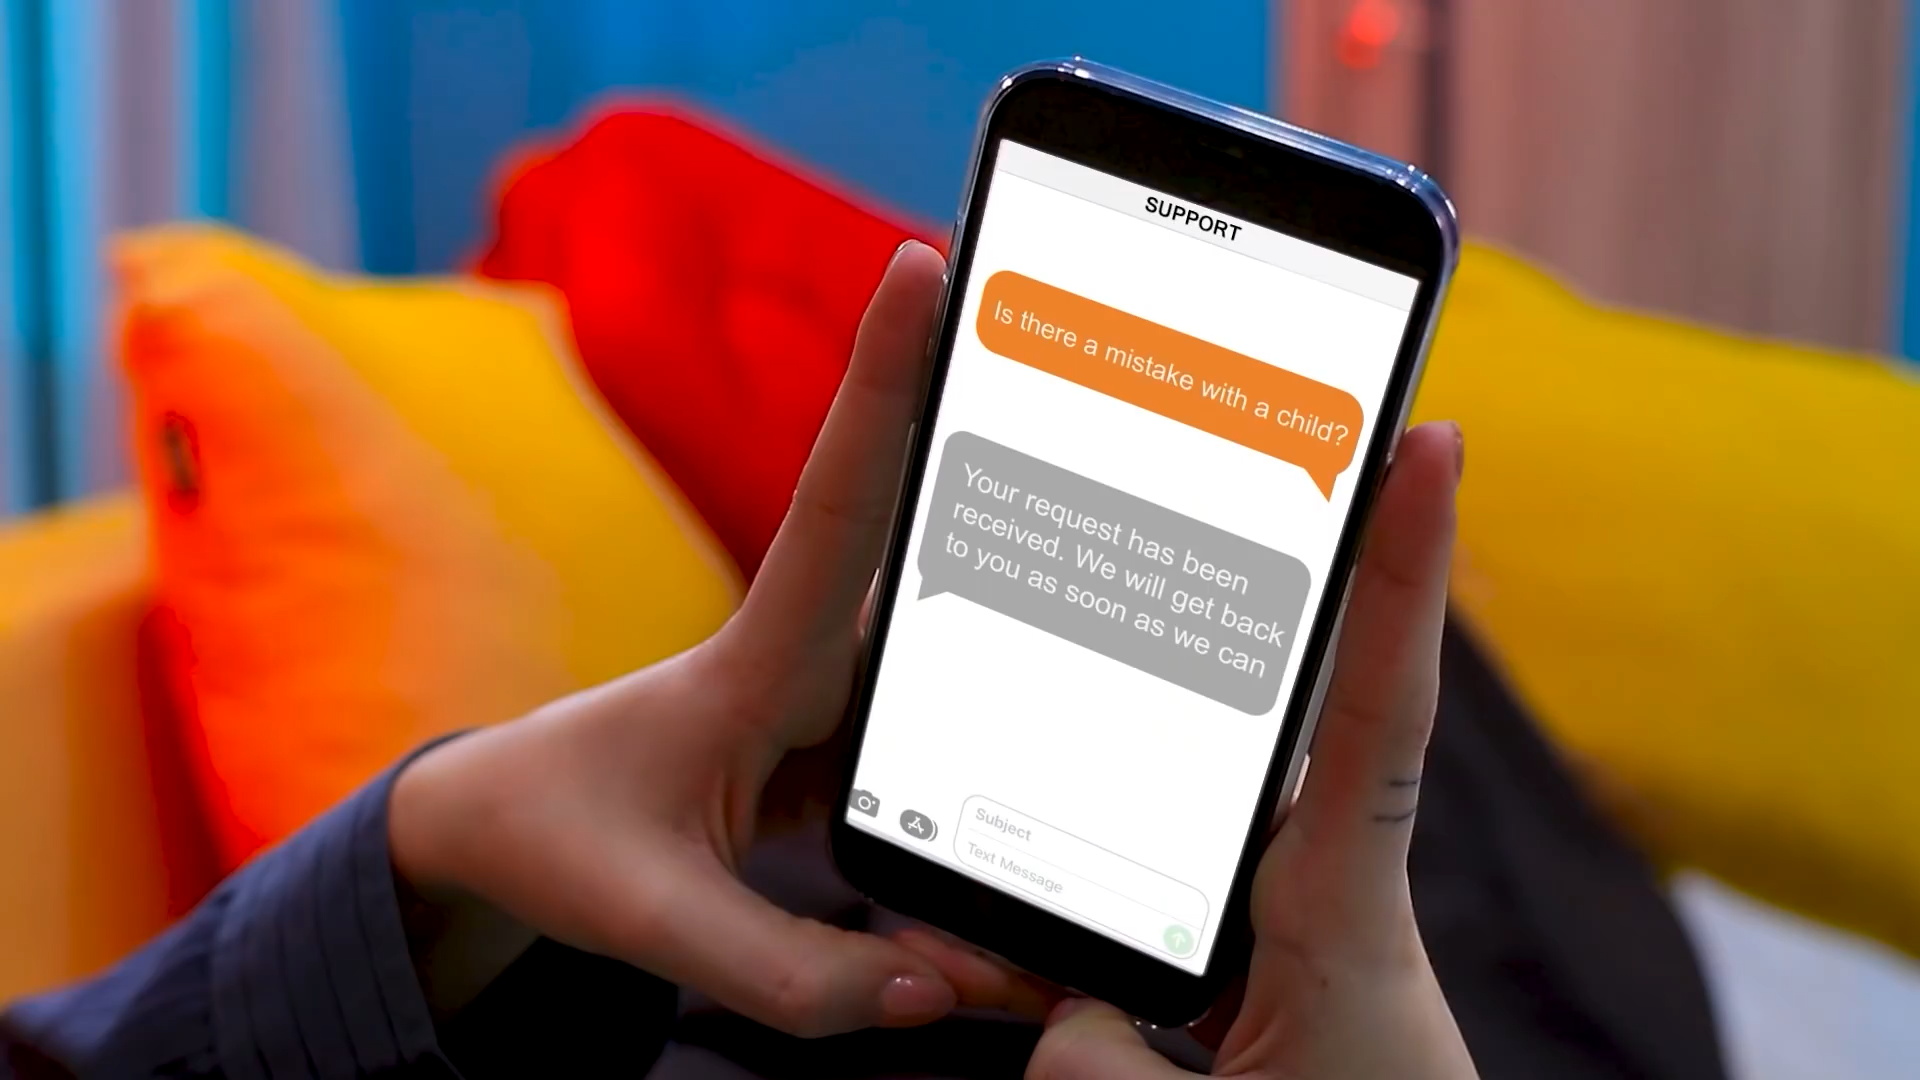 SUPPORT
Is there a mistake with a child?
Your request has been
received. We will get back
to you as soon as we can
Subject
Text Message